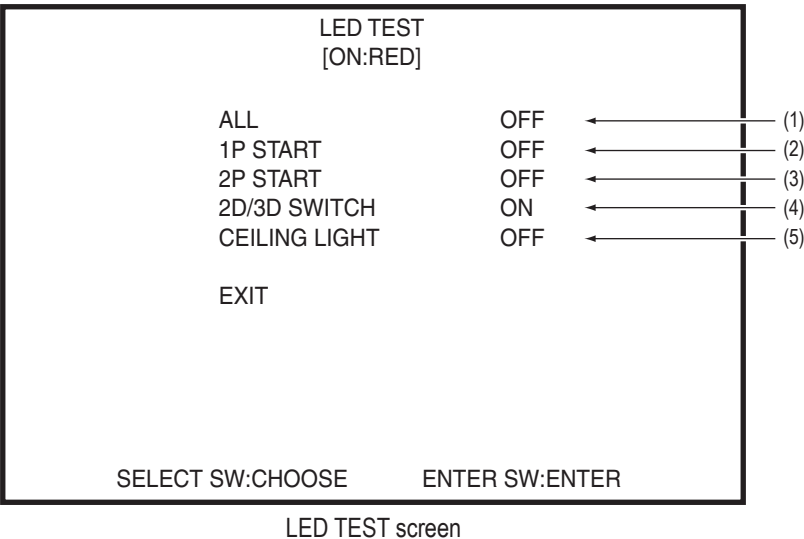 LED TEST
[ON:RED]
ALL OFF (1)
1P START OFF (2)
2P START OFF (3)
2D/3D SWITCH ON (4)
CEILING LIGHT OFF (5)
EXIT
SELECT SW:CHOOSE ENTER SW:ENTER
LED TEST screen